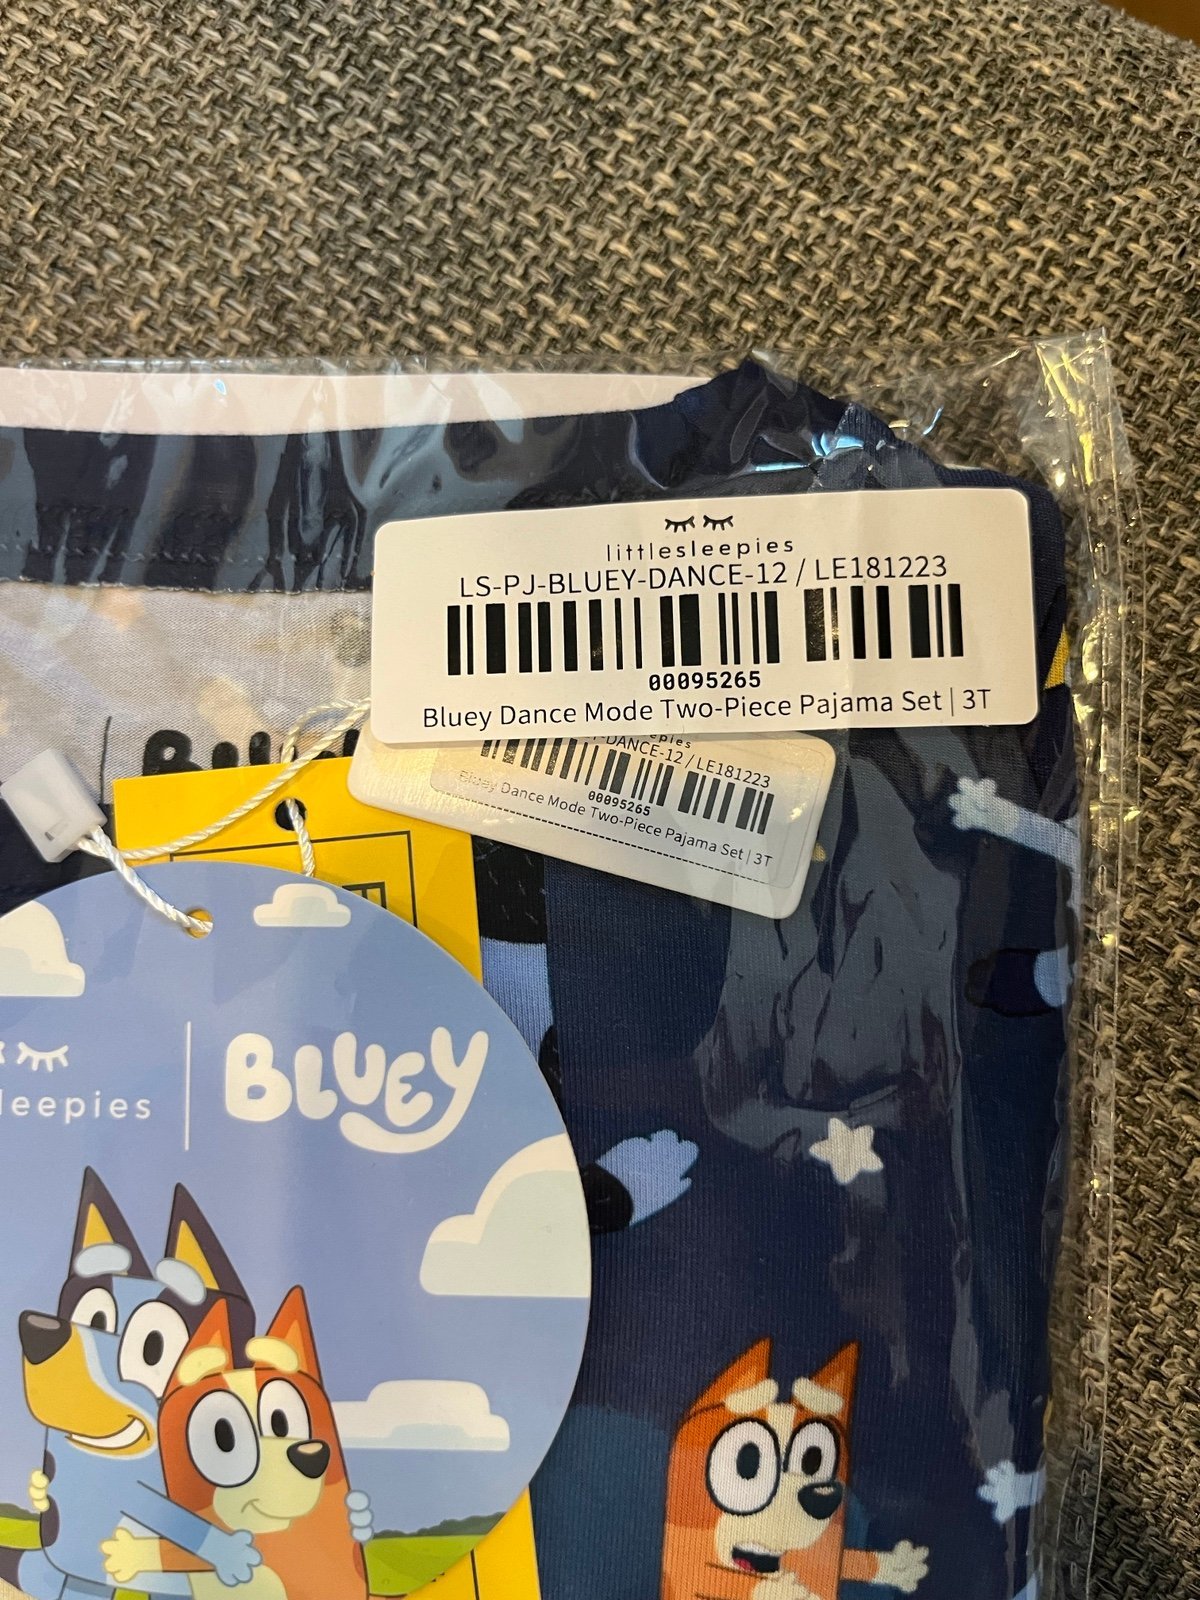 littlesleepies
LS-PJ-BLUEY-DANCE-12 / LE181223
00095265
Bluey Dance Mode Two-Piece Pajama Set | 3T
DANCE-12 / LE181223
00095265
Bluey Dance Mode Two-Piece Pajama Set | 3T
leepies
BLUEY